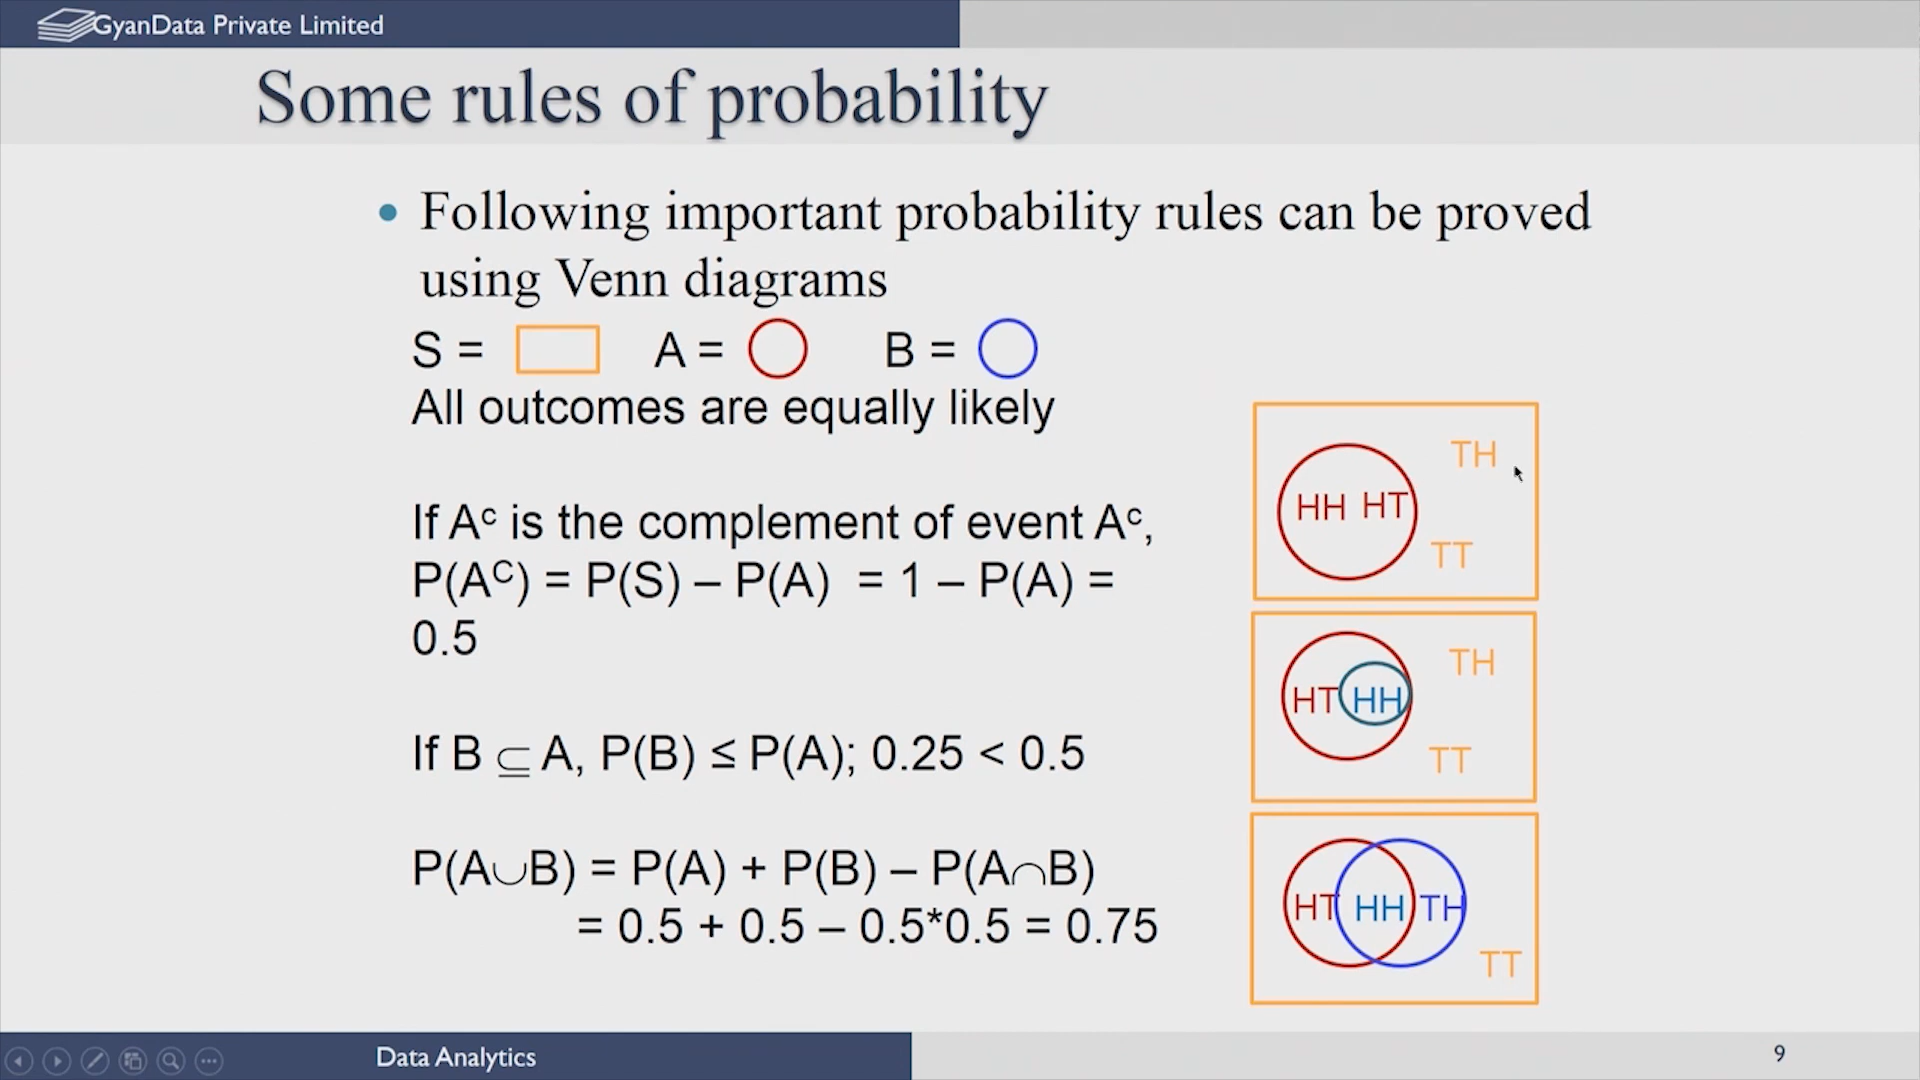 GyanData Private Limited
Some rules of probability
• Following important probability rules can be proved
using Venn diagrams
S = A = B =
All outcomes are equally likely
If Aᶜ is the complement of event Aᶜ,
P(Aᶜ) = P(S) – P(A) = 1 – P(A) =
0.5
If B ⊆ A, P(B) ≤ P(A); 0.25 < 0.5
P(A∪B) = P(A) + P(B) – P(A∩B)
= 0.5 + 0.5 – 0.5*0.5 = 0.75
TH
HH HT
TT
TH
HT HH
TT
HT HH TH
TT
Data Analytics
9